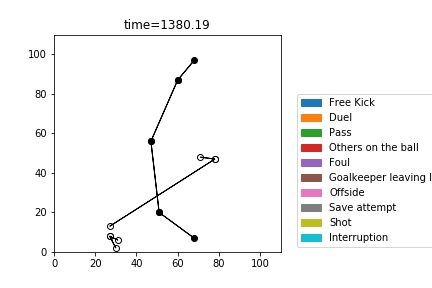 time=1380.19
100
80
60
40
20
0
0 20 40 60 80 100
Free Kick
Duel
Pass
Others on the ball
Foul
Goalkeeper leaving l
Offside
Save attempt
Shot
Interruption